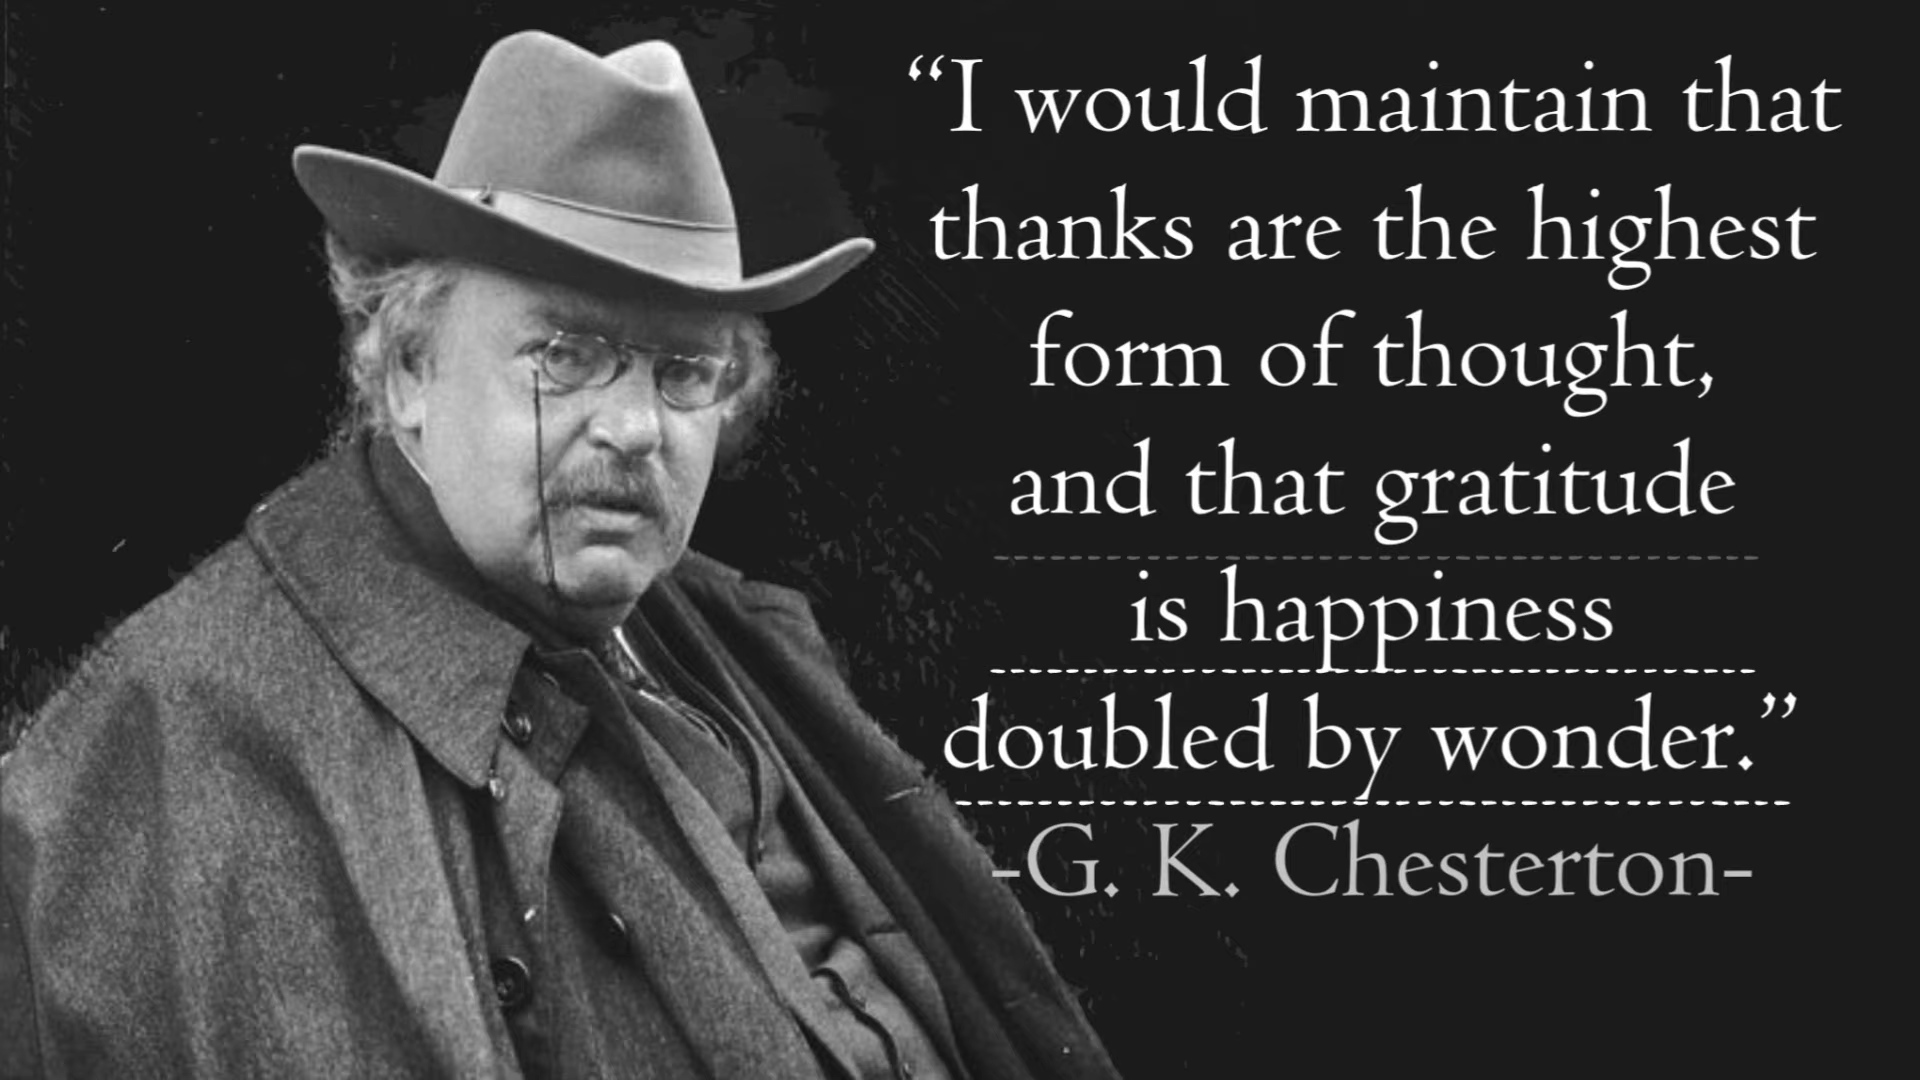 “I would maintain that
thanks are the highest
form of thought,
and that gratitude
is happiness
doubled by wonder.”
-G. K. Chesterton-